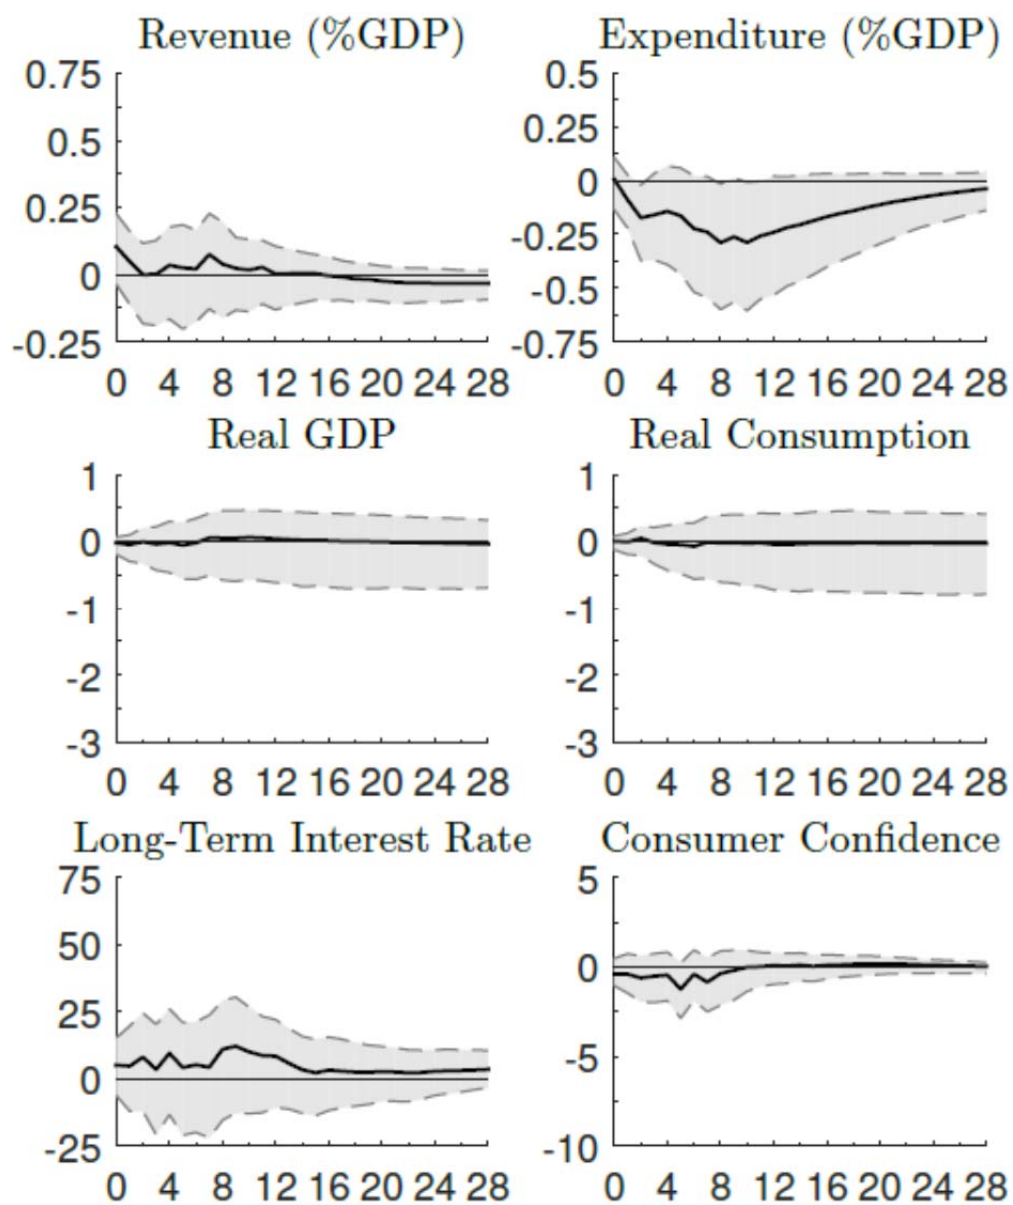 Revenue (%GDP)
0.75
0.5
0.25
0
-0.25
0 4 8 12 16 20 24 28
Expenditure (%GDP)
0.5
0.25
0
-0.25
-0.5
-0.75
0 4 8 12 16 20 24 28
Real GDP
1
0
-1
-2
-3
0 4 8 12 16 20 24 28
Real Consumption
1
0
-1
-2
-3
0 4 8 12 16 20 24 28
Long-Term Interest Rate
75
50
25
0
-25
0 4 8 12 16 20 24 28
Consumer Confidence
5
0
-5
-10
0 4 8 12 16 20 24 28